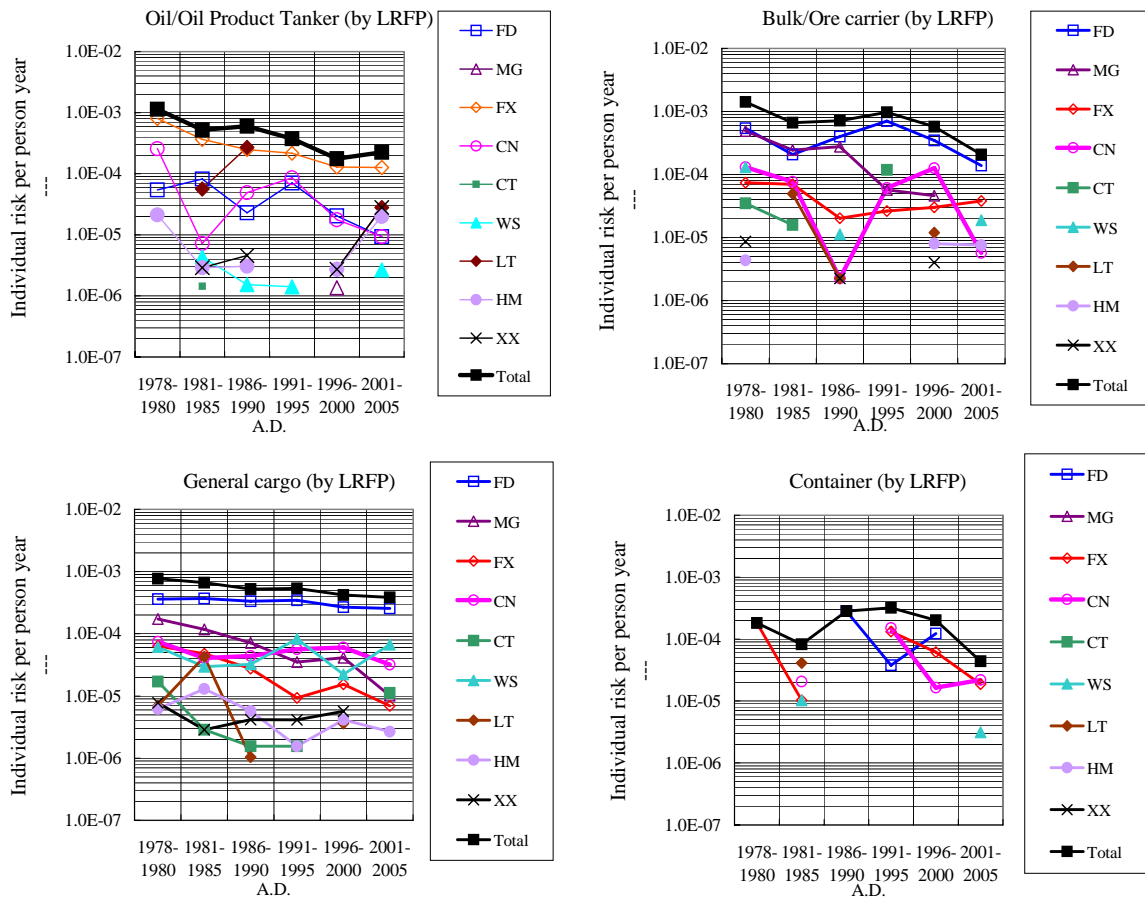 Oil/Oil Product Tanker (by LRFP)
Individual risk per person year
---
1.0E-02
1.0E-03
1.0E-04
1.0E-05
1.0E-06
1.0E-07
1978- 1981- 1986- 1991- 1996- 2001-
1980 1985 1990 1995 2000 2005
A.D.
FD
MG
FX
CN
CT
WS
LT
HM
XX
Total
Bulk/Ore carrier (by LRFP)
Individual risk per person year
---
1.0E-02
1.0E-03
1.0E-04
1.0E-05
1.0E-06
1.0E-07
1978- 1981- 1986- 1991- 1996- 2001-
1980 1985 1990 1995 2000 2005
A.D.
FD
MG
FX
CN
CT
WS
LT
HM
XX
Total
General cargo (by LRFP)
Individual risk per person year
---
1.0E-02
1.0E-03
1.0E-04
1.0E-05
1.0E-06
1.0E-07
1978- 1981- 1986- 1991- 1996- 2001-
1980 1985 1990 1995 2000 2005
A.D.
FD
MG
FX
CN
CT
WS
LT
HM
XX
Total
Container (by LRFP)
Individual risk per person year
---
1.0E-02
1.0E-03
1.0E-04
1.0E-05
1.0E-06
1.0E-07
1978- 1981- 1986- 1991- 1996- 2001-
1980 1985 1990 1995 2000 2005
A.D.
FD
MG
FX
CN
CT
WS
LT
HM
XX
Total